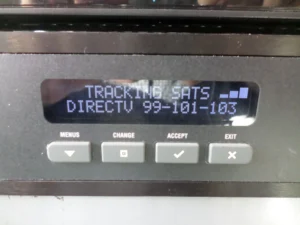 TRACKING SATS
DIRECTV 99-101-103
MENUS CHANGE ACCEPT EXIT